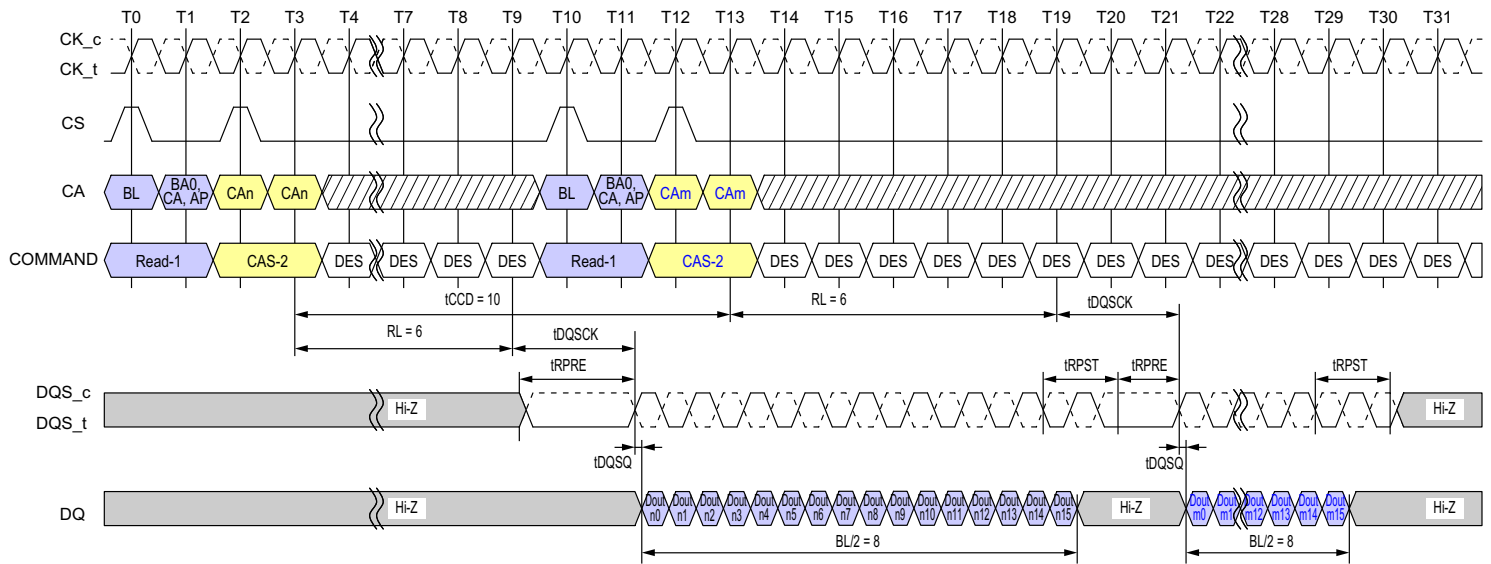 T0 T1 T2 T3 T4 T7 T8 T9 T10 T11 T12 T13 T14 T15 T16 T17 T18 T19 T20 T21 T22 T28 T29 T30 T31
CK_c
CK_t
CS
CA BL BA0, CA, AP CAn CAn BL BA0, CA, AP CAm CAm
COMMAND Read-1 CAS-2 DES DES DES DES Read-1 CAS-2 DES DES DES DES DES DES DES DES DES DES DES DES DES
tCCD = 10 RL = 6 tDQSCK
RL = 6 tDQSCK
tRPRE tRPST tRPRE tRPST
DQS_c
Hi-Z Hi-Z
DQS_t
tDQSQ tDQSQ
DQ Hi-Z Dout n0 Dout n1 Dout n2 Dout n3 Dout n4 Dout n5 Dout n6 Dout n7 Dout n8 Dout n9 Dout n10 Dout n11 Dout n12 Dout n13 Dout n14 Dout n15 Hi-Z Dout m0 Dout m1 Dout m12 Dout m13 Dout m14 Dout m15 Hi-Z
BL/2 = 8 BL/2 = 8